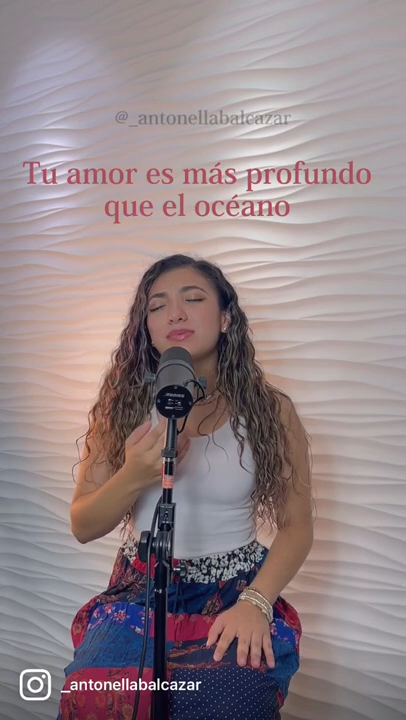 @_antonellabalcazar
Tu amor es más profundo
que el océano
_antonellabalcazar